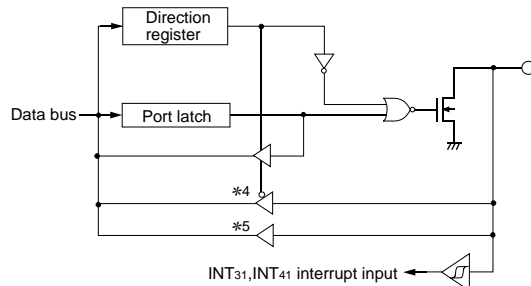 Direction
register
Data bus
Port latch
*4
*5
INT31,INT41 interrupt input